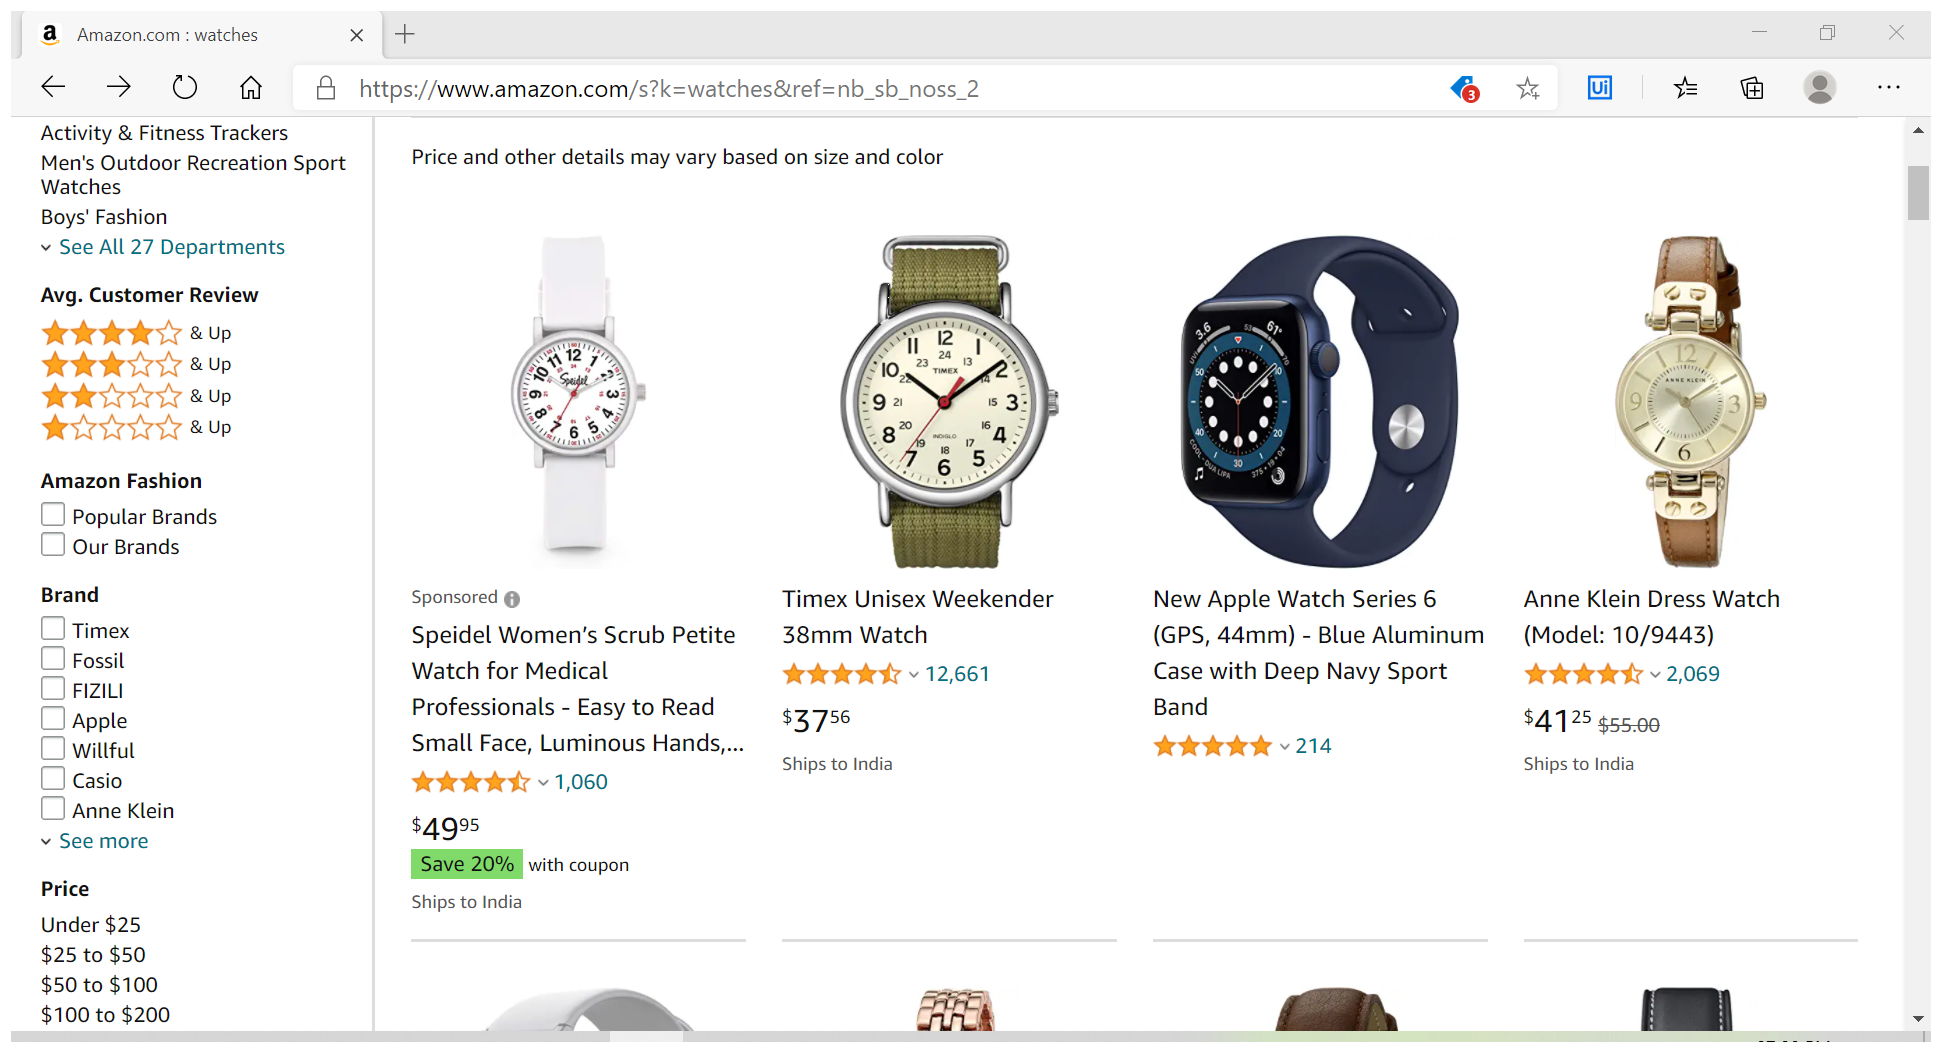 Amazon.com : watches
https://www.amazon.com/s?k=watches&ref=nb_sb_noss_2
3
Ui
Activity & Fitness Trackers
Men's Outdoor Recreation Sport
Watches
Boys' Fashion
See All 27 Departments
Avg. Customer Review
& Up
& Up
& Up
& Up
Amazon Fashion
Popular Brands
Our Brands
Brand
Timex
Fossil
FIZILI
Apple
Willful
Casio
Anne Klein
See more
Price
Under $25
$25 to $50
$50 to $100
$100 to $200
Price and other details may vary based on size and color
Speidel
TIMEX
INDIGLO
ANNE KLEIN
Sponsored
Speidel Women’s Scrub Petite
Watch for Medical
Professionals - Easy to Read
Small Face, Luminous Hands,...
1,060
$49.95
Save 20% with coupon
Ships to India
Timex Unisex Weekender
38mm Watch
12,661
$37.56
Ships to India
New Apple Watch Series 6
(GPS, 44mm) - Blue Aluminum
Case with Deep Navy Sport
Band
214
Anne Klein Dress Watch
(Model: 10/9443)
2,069
$41.25 $55.00
Ships to India